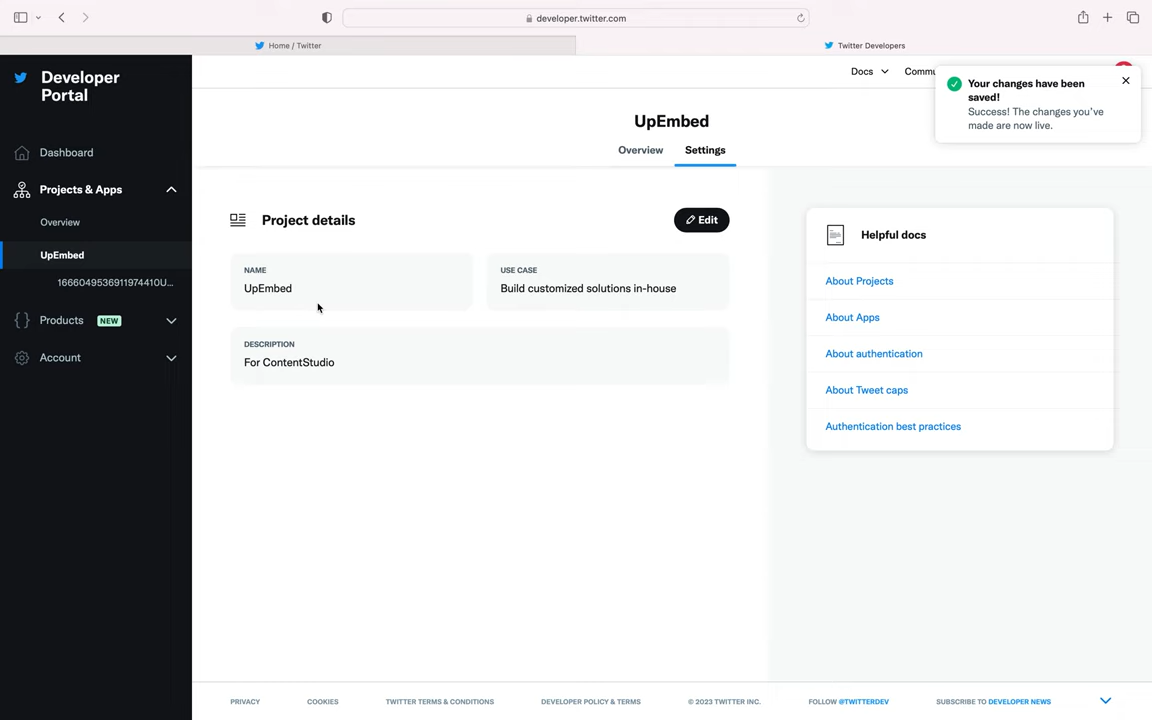 developer.twitter.com
Home / Twitter
Twitter Developers
Developer
Portal
Docs
Commu
Your changes have been
saved!
Success! The changes you've
made are now live.
UpEmbed
Overview
Settings
Dashboard
Projects & Apps
Overview
UpEmbed
1666049536911974410U...
Products NEW
Account
Project details
Edit
NAME
UpEmbed
USE CASE
Build customized solutions in-house
DESCRIPTION
For ContentStudio
Helpful docs
About Projects
About Apps
About authentication
About Tweet caps
Authentication best practices
PRIVACY
COOKIES
TWITTER TERMS & CONDITIONS
DEVELOPER POLICY & TERMS
© 2023 TWITTER INC.
FOLLOW @TWITTERDEV
SUBSCRIBE TO DEVELOPER NEWS